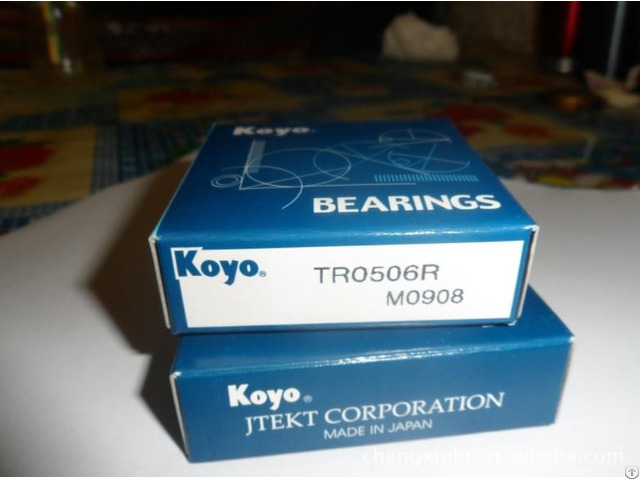 Koyo®
BEARINGS
Koyo®
TR0506R
M0908
Koyo®
JTEKT CORPORATION
MADE IN JAPAN